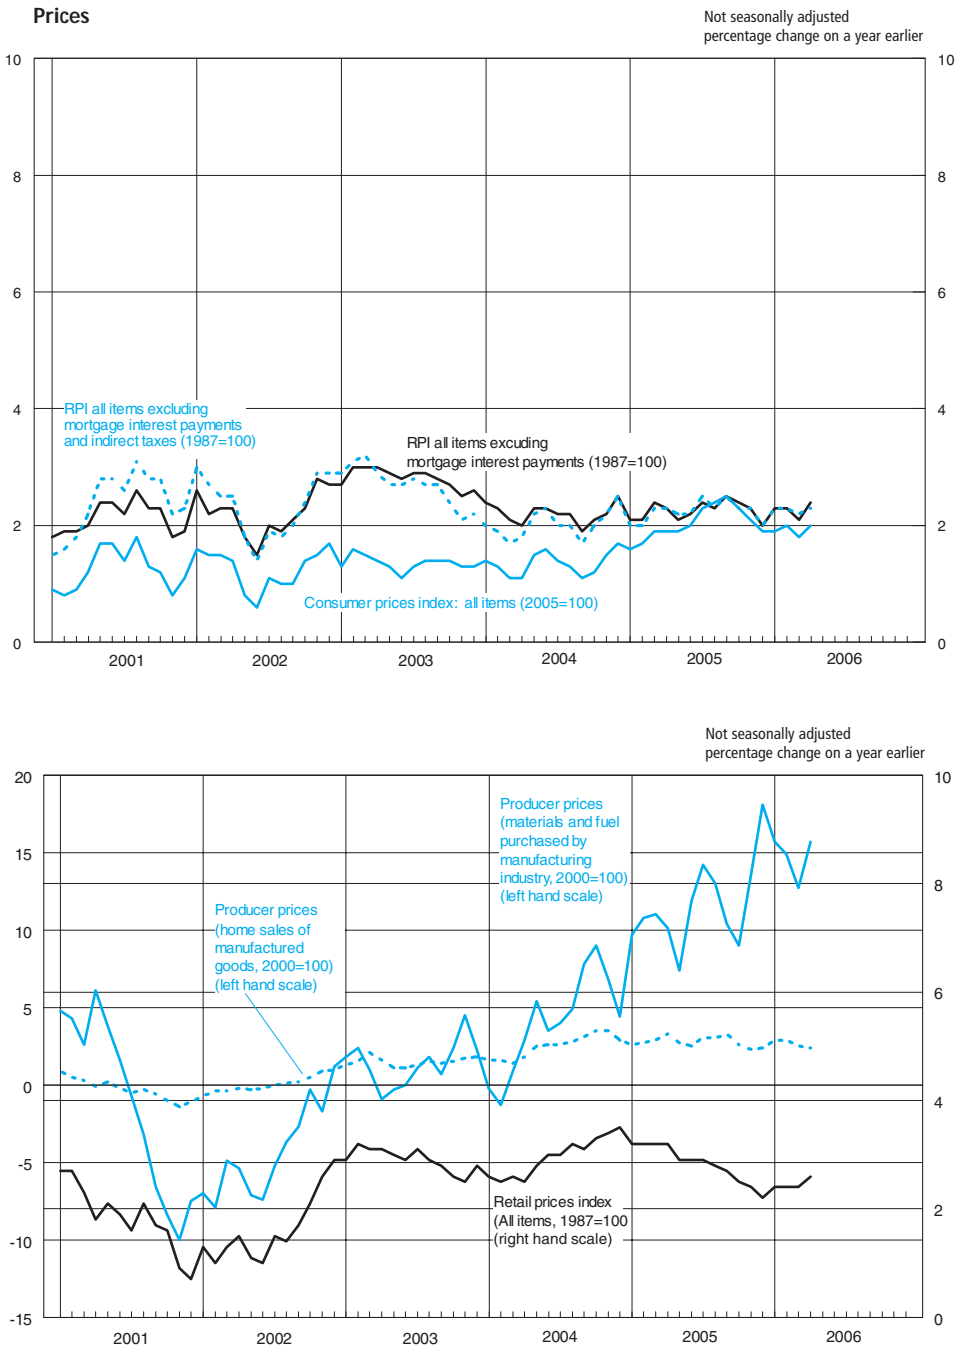 Prices
Not seasonally adjusted
percentage change on a year earlier
10 10
8 8
6 6
4 4
RPI all items excluding
mortgage interest payments
and indirect taxes (1987=100)
RPI all items excuding
mortgage interest payments (1987=100)
2 2
Consumer prices index: all items (2005=100)
0 0
2001 2002 2003 2004 2005 2006
Not seasonally adjusted
percentage change on a year earlier
20 10
Producer prices
(materials and fuel
purchased by
manufacturing
industry, 2000=100)
(left hand scale)
15
8
Producer prices
(home sales of
manufactured
goods, 2000=100)
(left hand scale)
10
6
5
0
4
-5
Retail prices index
(All items, 1987=100
(right hand scale)
2
-10
-15 0
2001 2002 2003 2004 2005 2006